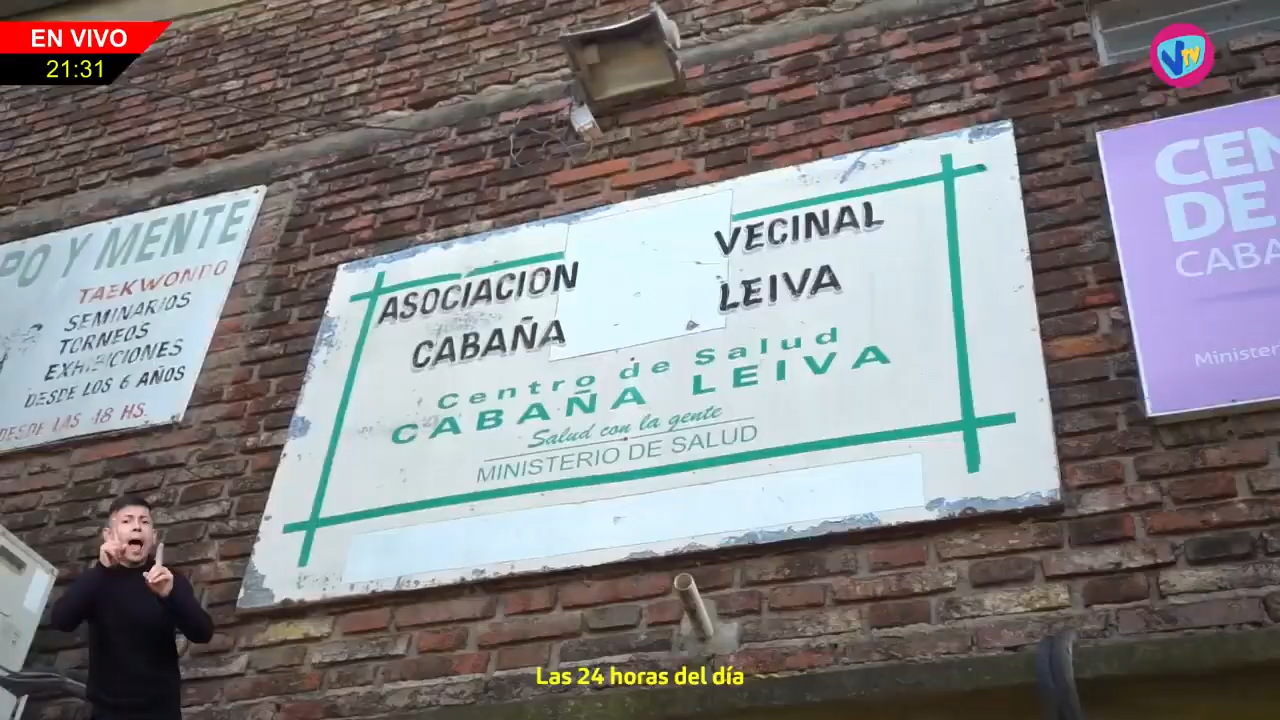 EN VIVO
21:31
VTV
PO Y MENTE
TAEKWONDO
SEMINARIOS
TORNEOS
EXHIBICIONES
DESDE LOS 6 AÑOS
DESDE LAS 18 HS.
ASOCIACION VECINAL
CABAÑA LEIVA
Centro de Salud
CABAÑA LEIVA
Salud con la gente
MINISTERIO DE SALUD
CEN
DE
CABA
Minister
Las 24 horas del día